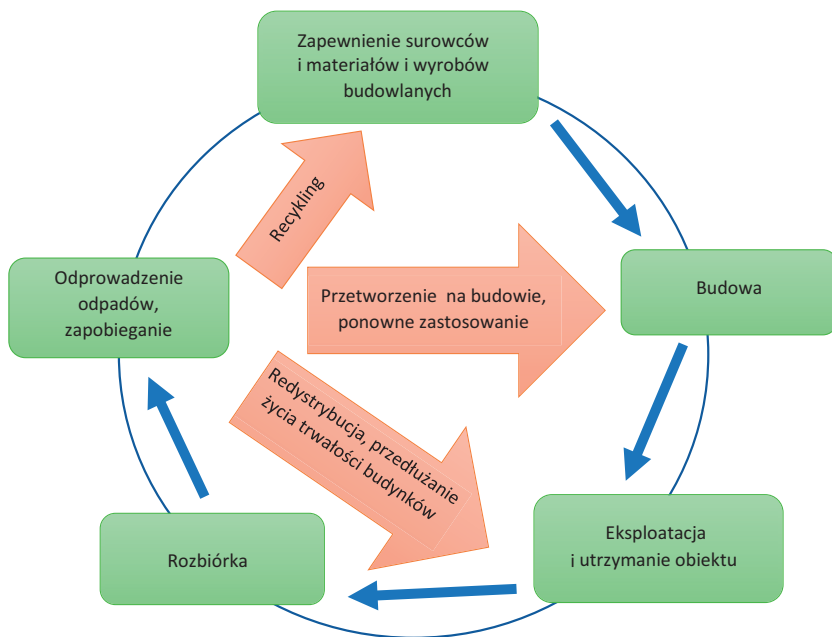 Zapewnienie surowców
i materiałów i wyrobów
budowlanych
Recykling
Odprowadzenie
odpadów,
zapobieganie
Przetworzenie na budowie,
ponowne zastosowanie
Budowa
Redystrybucja, przedłużanie
życia trwałości budynków
Rozbiórka
Eksploatacja
i utrzymanie obiektu